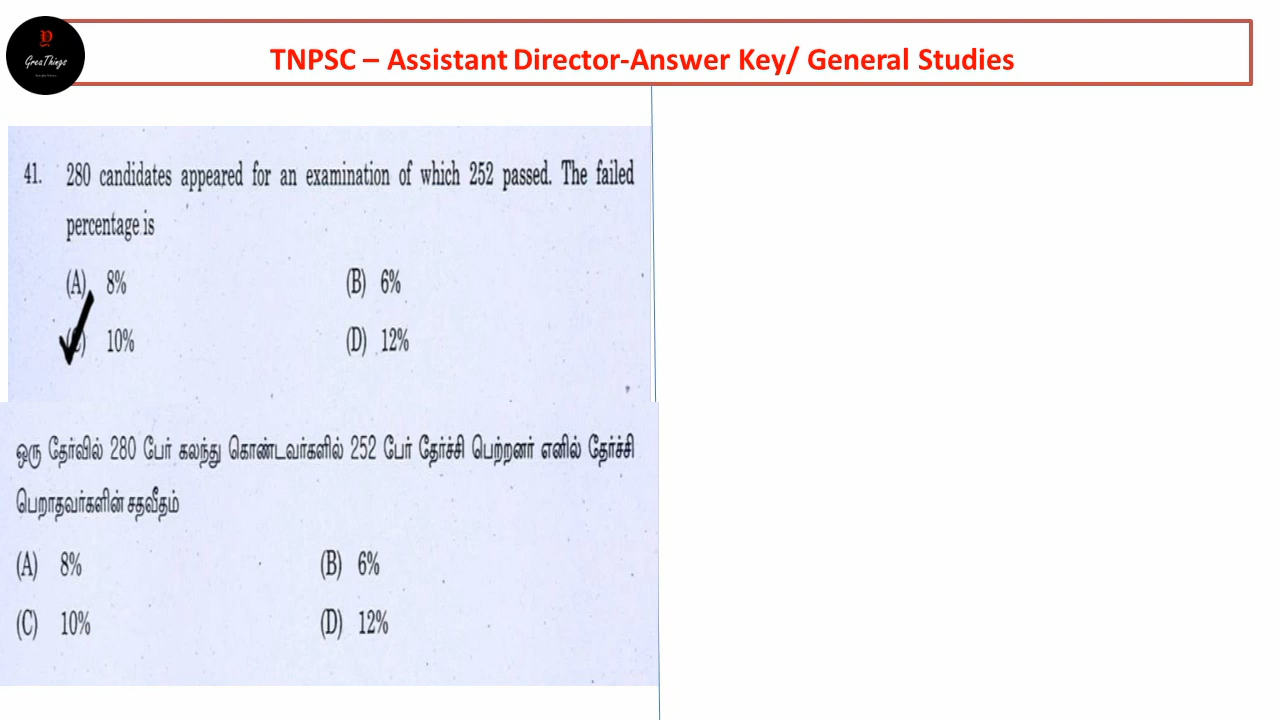 Y
GreaThings
TNPSC – Assistant Director-Answer Key/ General Studies
41. 280 candidates appeared for an examination of which 252 passed. The failed
percentage is
(A) 8% (B) 6%
(C) 10% (D) 12%
ஒரு தேர்வில் 280 பேர் கலந்து கொண்டவர்களில் 252 பேர் தேர்ச்சி பெற்றனர் எனில் தேர்ச்சி
பெறாதவர்களின் சதவீதம்
(A) 8% (B) 6%
(C) 10% (D) 12%